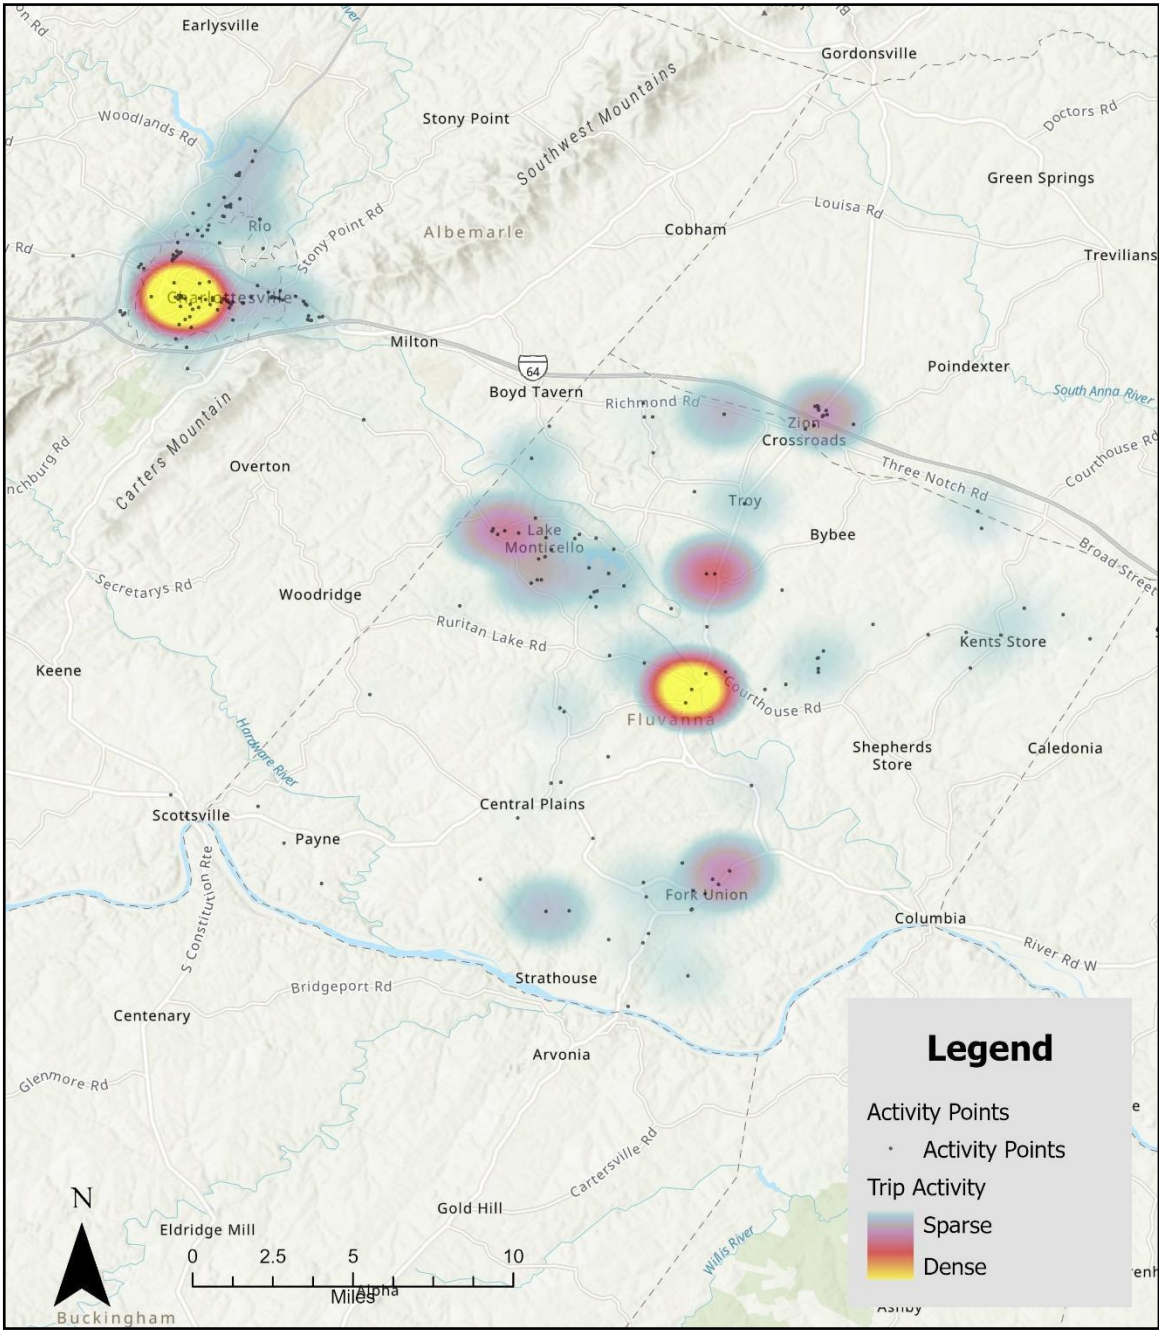 Earlysville
Gordonsville
Woodlands Rd
Stony Point
Southwest Mountains
Doctors Rd
Green Springs
Louisa Rd
Rio
Stony Point Rd
Albemarle
Cobham
Trevilians
Charlottesville
Milton
64
Boyd Tavern
Poindexter
South Anna River
Richmond Rd
Zion
Crossroads
Carters Mountain
Overton
Three Notch Rd
Courthouse Rd
Troy
Lake
Monticello
Bybee
Broad Street
Secretarys Rd
Woodridge
Ruritan Lake Rd
Kents Store
Keene
Courthouse Rd
Fluvanna
Hardware River
Shepherds
Store
Caledonia
Central Plains
Scottsville
Payne
S Constitution Rte
Fork Union
Columbia
River Rd W
Strathouse
Bridgeport Rd
Centenary
Arvonia
Glenmore Rd
Cartersville Rd
Gold Hill
Eldridge Mill
Willis River
Alpha
Buckingham
Ashby
N
0 2.5 5 10
Miles
Legend
Activity Points
Activity Points
Trip Activity
Sparse
Dense